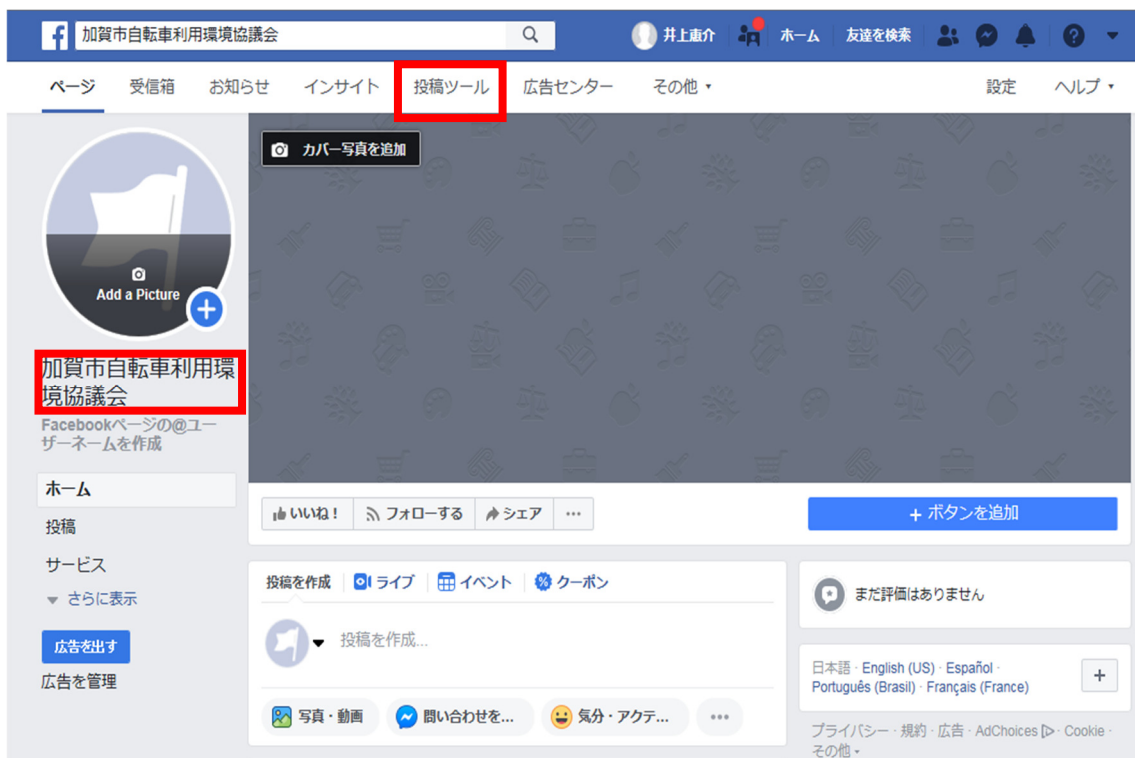 加賀市自転車利用環境協議会
井上恵介 ホーム 友達を検索
ページ 受信箱 お知らせ インサイト 投稿ツール 広告センター その他 設定 ヘルプ
カバー写真を追加
Add a Picture
加賀市自転車利用環
境協議会
Facebookページの@ユー
ザーネームを作成
ホーム
投稿
サービス
さらに表示
広告を出す
広告を管理
いいね! フォローする シェア ...
+ ボタンを追加
投稿を作成 ライブ イベント クーポン
投稿を作成...
写真・動画 問い合わせを... 気分・アクテ... ...
まだ評価はありません
日本語 · English (US) · Español ·
Português (Brasil) · Français (France)
+
プライバシー · 規約 · 広告 · AdChoices · Cookie ·
その他